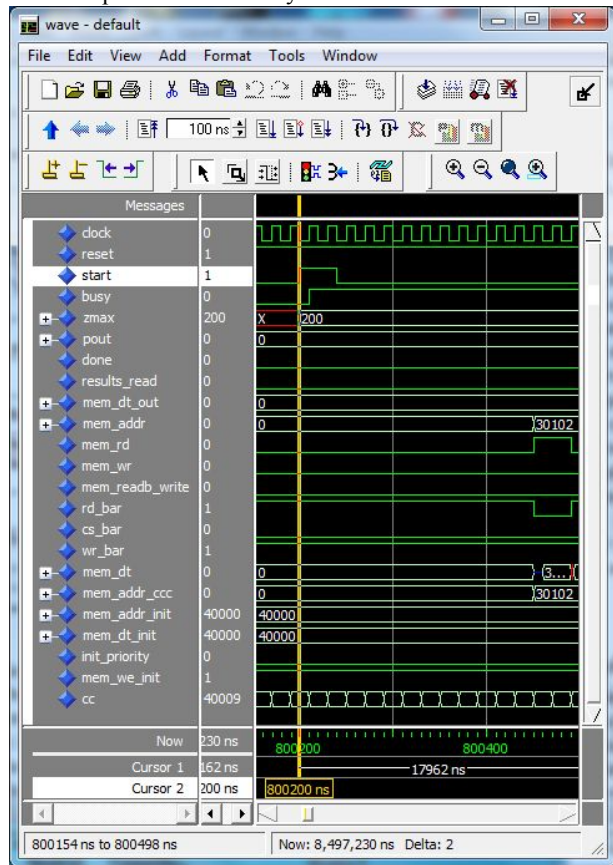 wave - default
File Edit View Add Format Tools Window
100 ns
Messages
clock 0
reset 1
start 1
busy 0
zmax 200 X 200
pout 0 0
done 0
results_read 0
mem_dt_out 0 0
mem_addr 0 0 30102
mem_rd 0
mem_wr 0
mem_readb_write 0
rd_bar 1
cs_bar 0
wr_bar 1
mem_dt 0 0 (3...
mem_addr_ccc 0 0 30102
mem_addr_init 40000 40000
mem_dt_init 40000 40000
init_priority 0
mem_we_init 1
cc 40009
Now 230 ns 800200 800400
Cursor 1 162 ns 17962 ns
Cursor 2 200 ns 800200 ns
800154 ns to 800498 ns Now: 8,497,230 ns Delta: 2